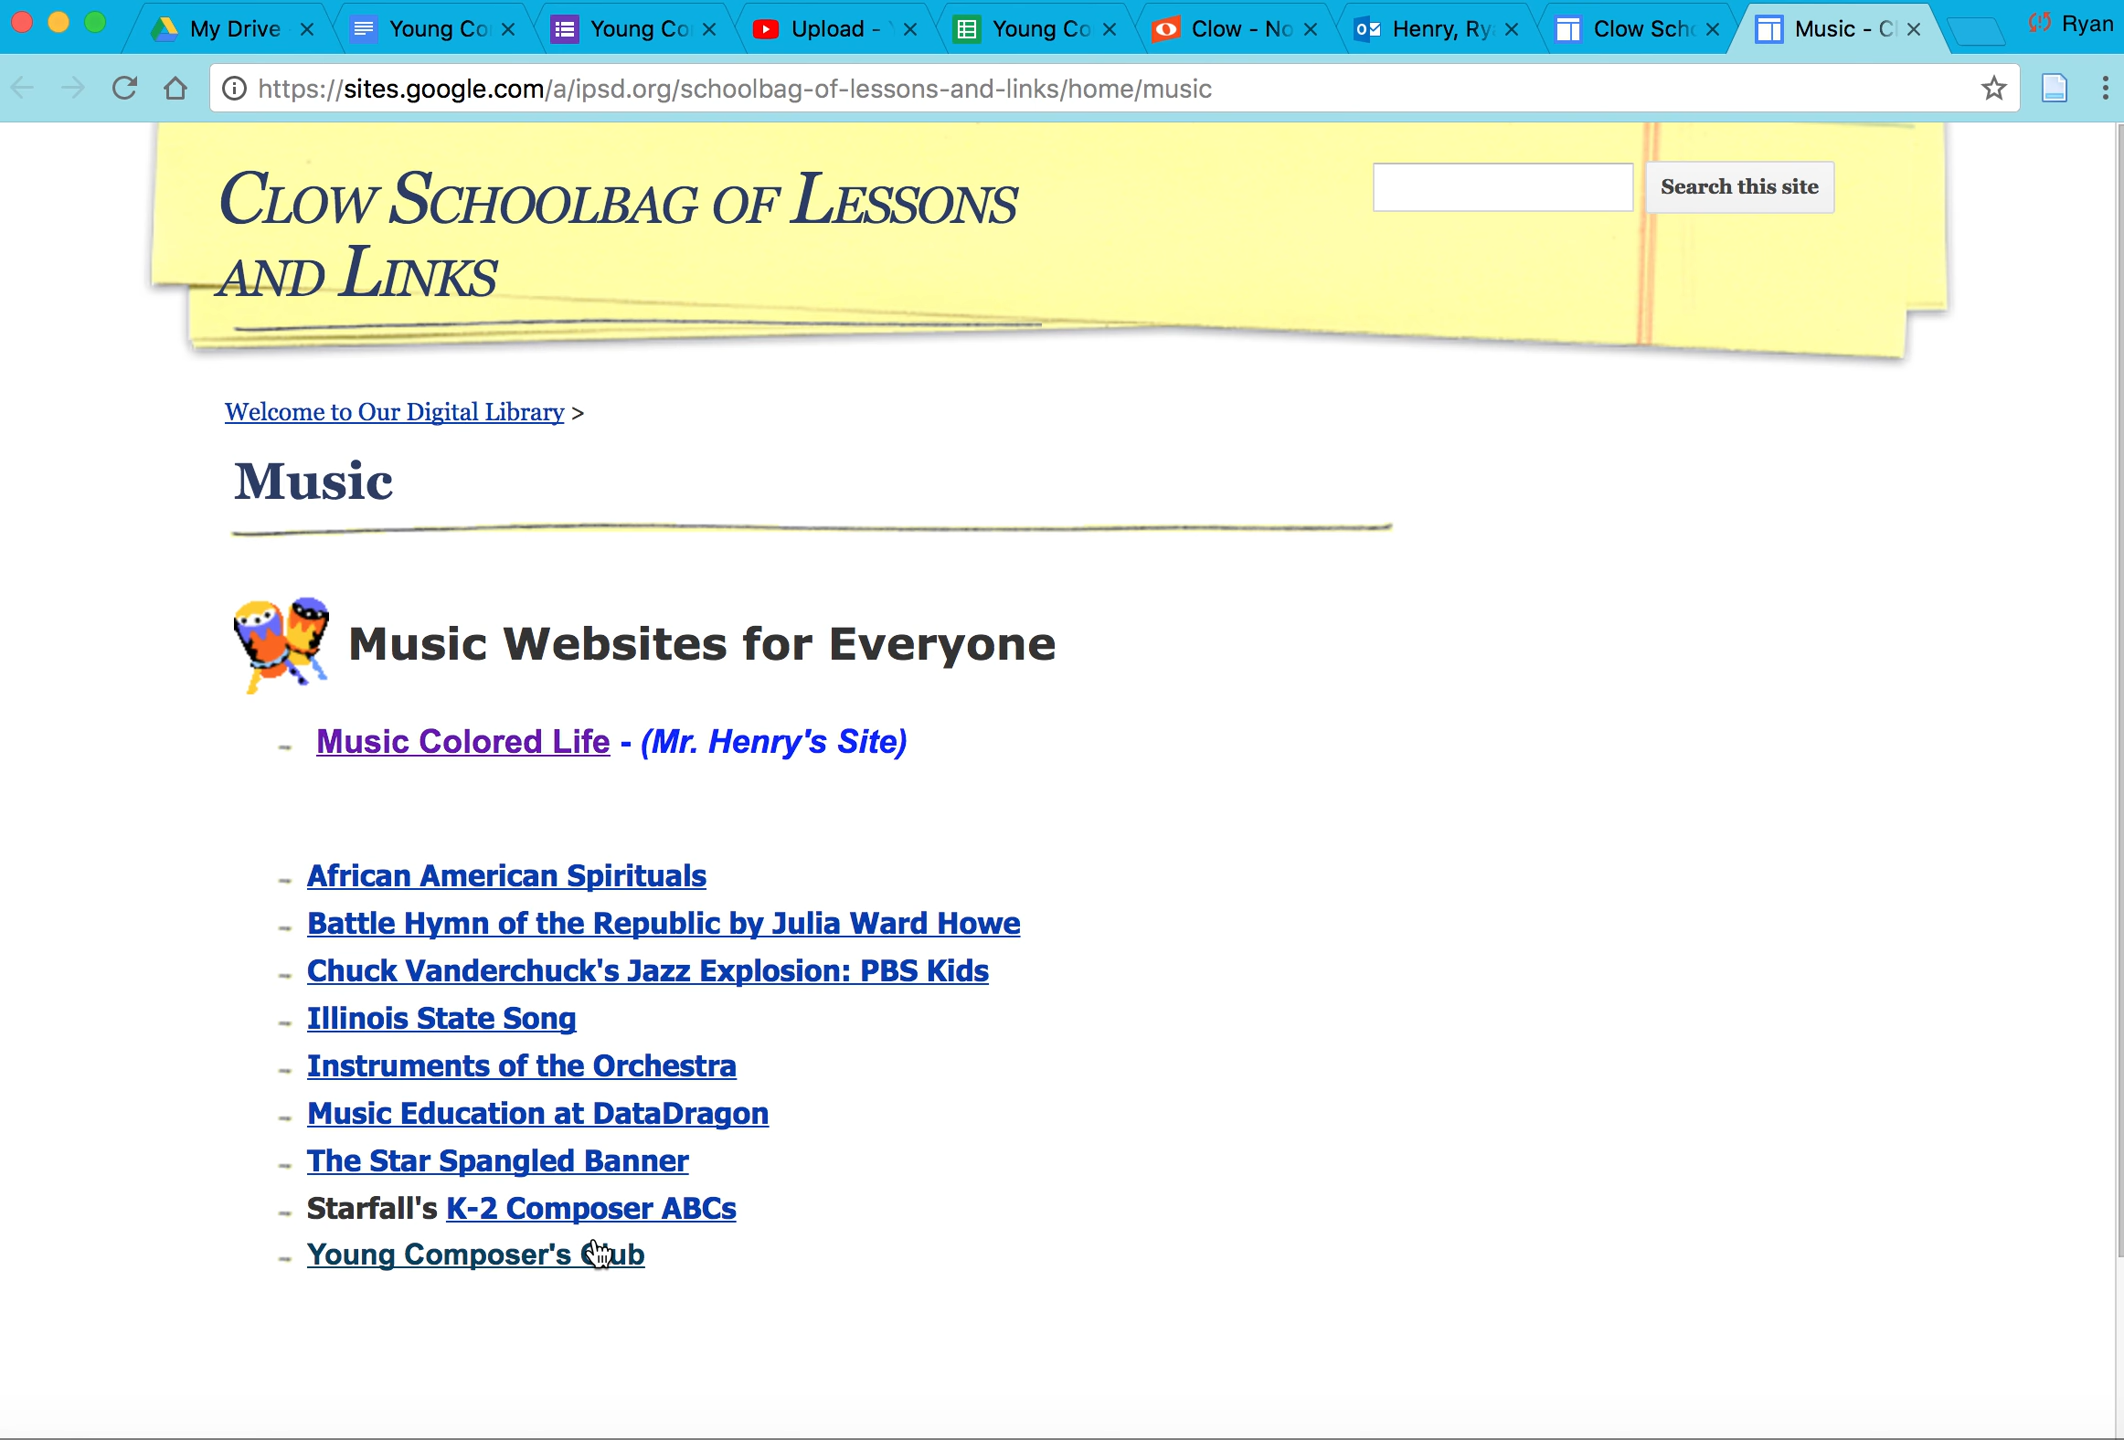 My Drive
Young Co
Young Co
Upload -
Young Co
Clow - No
Henry, Ry
Clow Scho
Music - Cl
Ryan
https://sites.google.com/a/ipsd.org/schoolbag-of-lessons-and-links/home/music
Clow Schoolbag of Lessons
and Links
Search this site
Welcome to Our Digital Library >
Music
Music Websites for Everyone
Music Colored Life - (Mr. Henry's Site)
African American Spirituals
Battle Hymn of the Republic by Julia Ward Howe
Chuck Vanderchuck's Jazz Explosion: PBS Kids
Illinois State Song
Instruments of the Orchestra
Music Education at DataDragon
The Star Spangled Banner
Starfall's K-2 Composer ABCs
Young Composer's Club